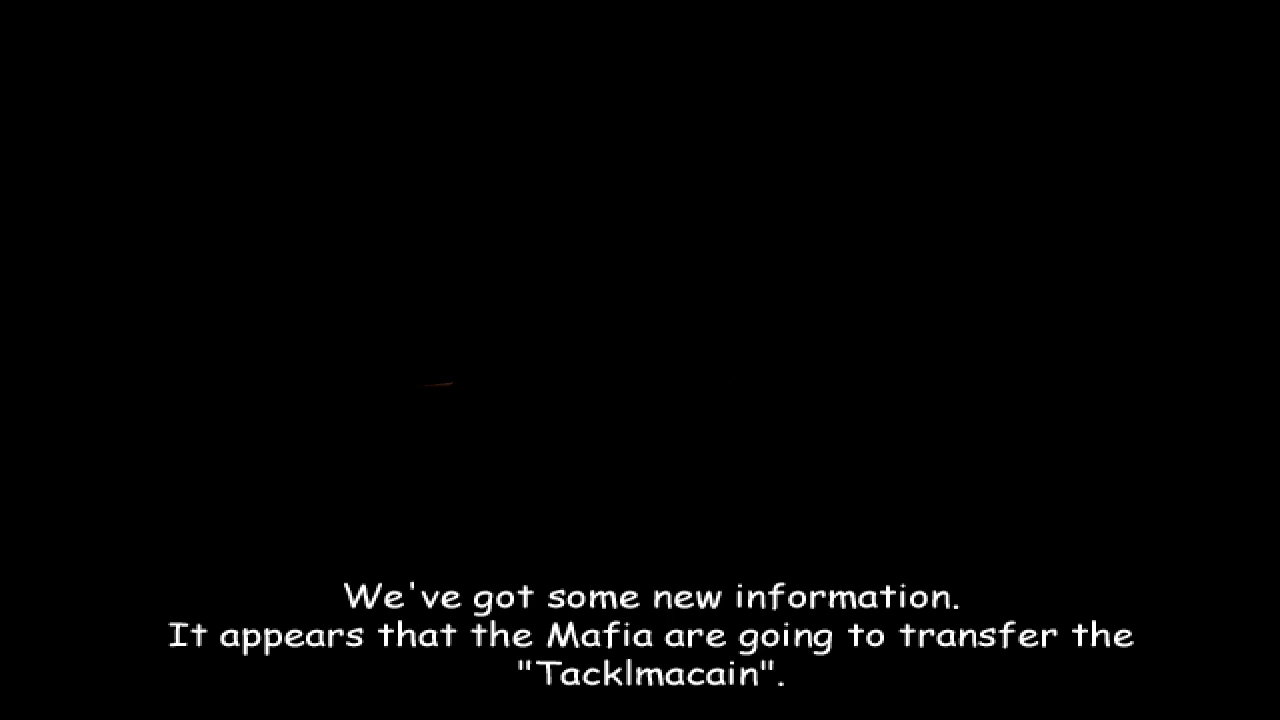 We've got some new information.
It appears that the Mafia are going to transfer the
"Tacklmacain".